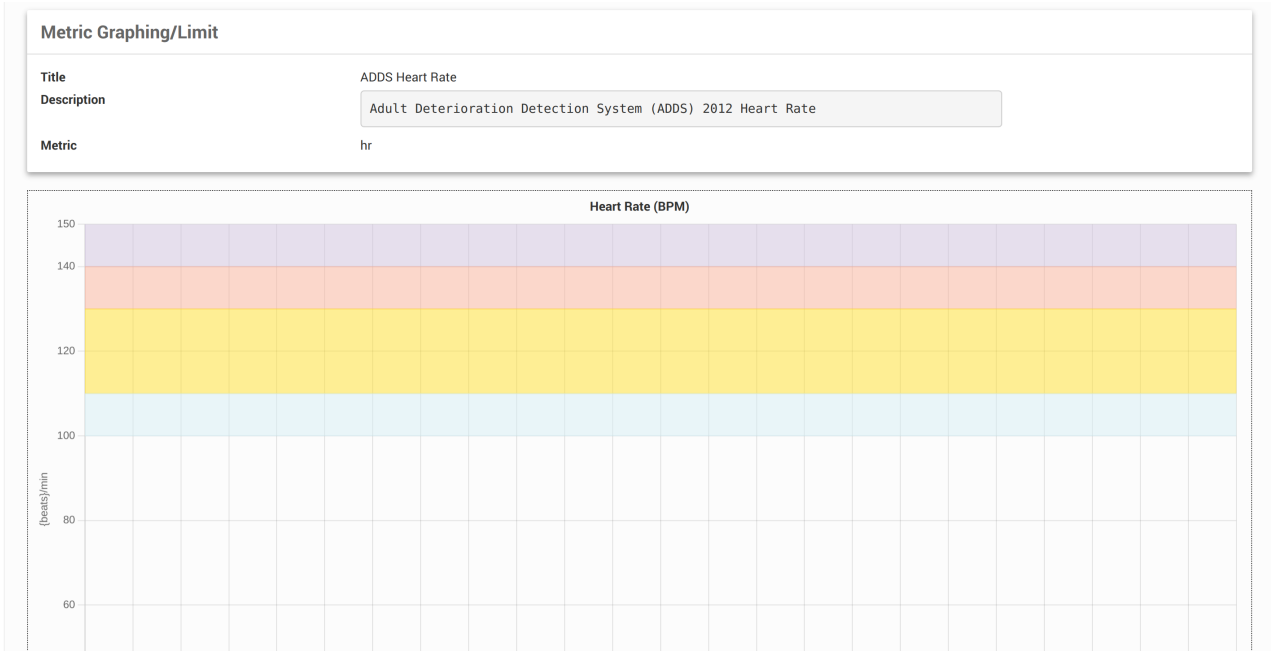 Metric Graphing/Limit
Title ADDS Heart Rate
Description Adult Deterioration Detection System (ADDS) 2012 Heart Rate
Metric hr
Heart Rate (BPM)
150
140
120
100
{beats}/min
80
60